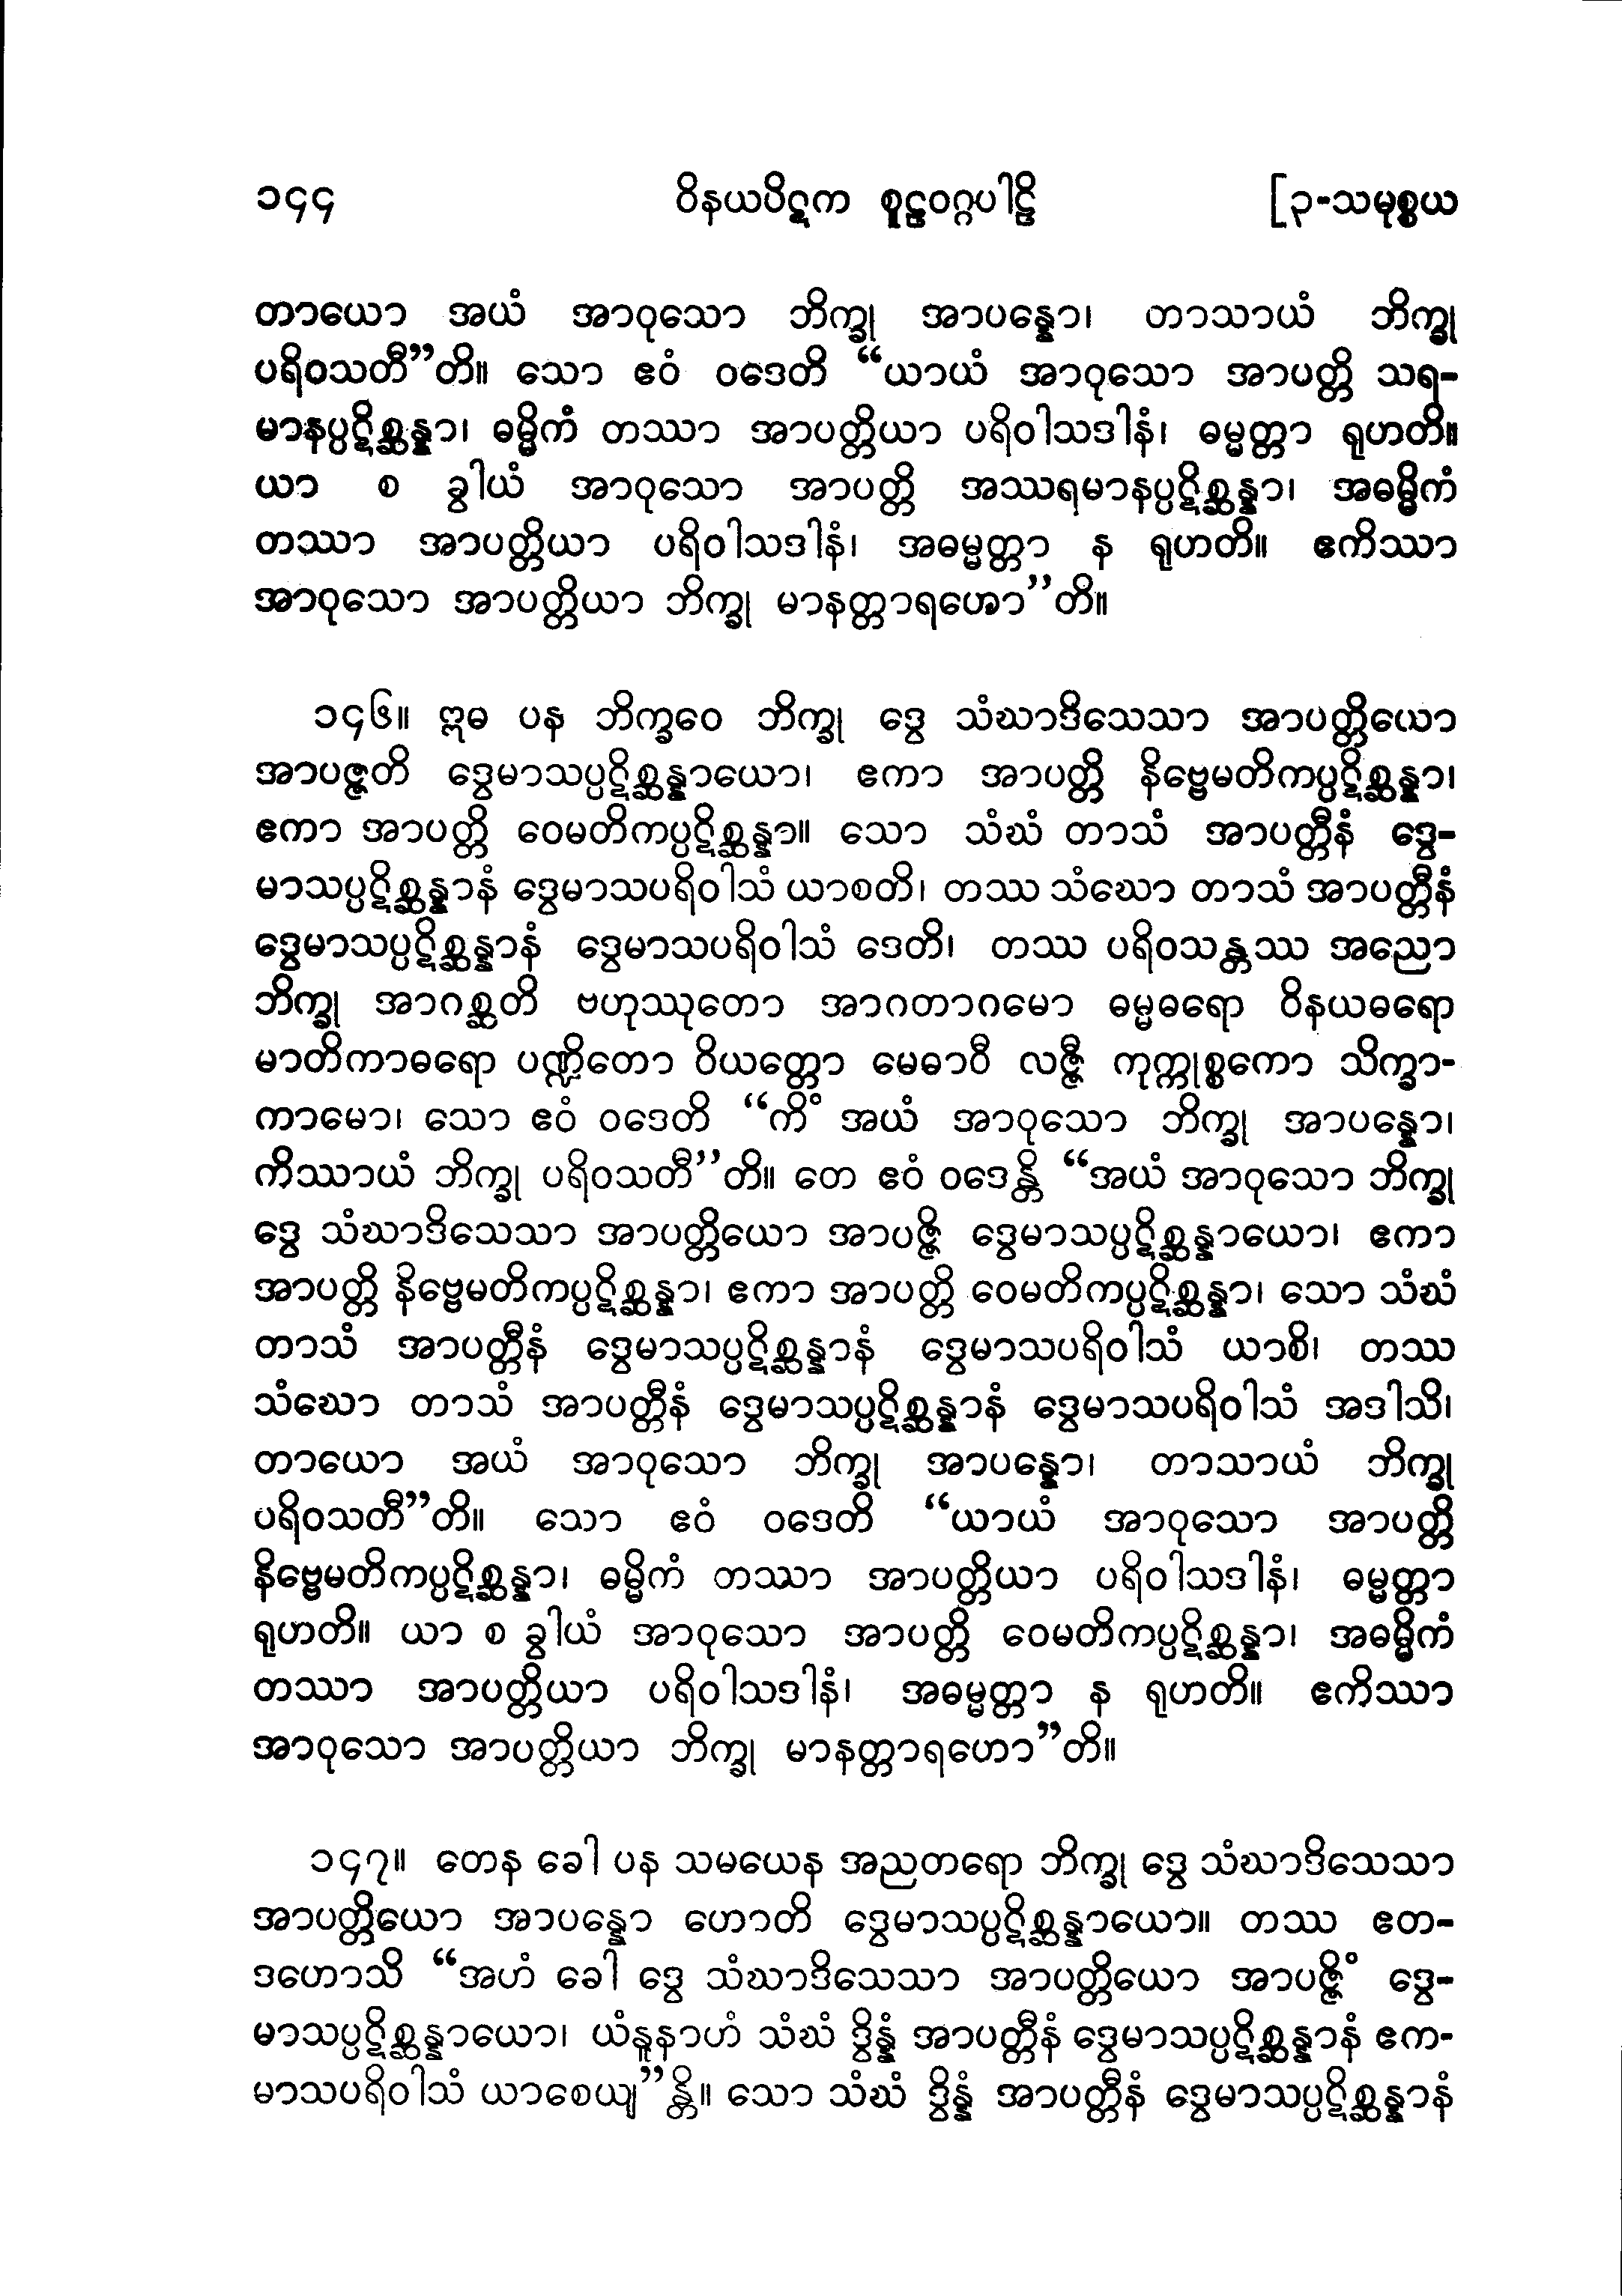 ၁၄၄ ဝိနယပိဋက စူဠဝဂ္ဂပါဠိ [၃-သမုစ္စယ
တာယော အယံ အာဝုသော ဘိက္ခု အာပန္နော၊ တာသာယံ ဘိက္ခု
ပရိဝသတီ”တိ။ သော ဧဝံ ဝဒေတိ “ယာယံ အာဝုသော အာပတ္တိ သရ-
မာနပ္ပဋိစ္ဆန္နာ၊ ဓမ္မိကံ တဿာ အာပတ္တိယာ ပရိဝါသဒါနံ၊ ဓမ္မတ္တာ ရုဟတိ။
ယာ စ ခွါယံ အာဝုသော အာပတ္တိ အဿရမာနပ္ပဋိစ္ဆန္နာ၊ အဓမ္မိကံ
တဿာ အာပတ္တိယာ ပရိဝါသဒါနံ၊ အဓမ္မတ္တာ န ရုဟတိ။ ဧကိဿာ
အာဝုသော အာပတ္တိယာ ဘိက္ခု မာနတ္တာရဟော”တိ။
၁၄၆။ ဣဓ ပန ဘိက္ခဝေ ဘိက္ခု ဒွေ သံဃာဒိသေသာ အာပတ္တိယော
အာပဇ္ဇတိ ဒွေမာသပ္ပဋိစ္ဆန္နာယော၊ ဧကာ အာပတ္တိ နိဗ္ဗေမတိကပ္ပဋိစ္ဆန္နာ၊
ဧကာ အာပတ္တိ ဝေမတိကပ္ပဋိစ္ဆန္နာ။ သော သံဃံ တာသံ အာပတ္တီနံ ဒွေ-
မာသပ္ပဋိစ္ဆန္နာနံ ဒွေမာသပရိဝါသံ ယာစတိ၊ တဿ သံဃော တာသံ အာပတ္တီနံ
ဒွေမာသပ္ပဋိစ္ဆန္နာနံ ဒွေမာသပရိဝါသံ ဒေတိ၊ တဿ ပရိဝသန္တဿ အညော
ဘိက္ခု အာဂစ္ဆတိ ဗဟုဿုတော အာဂတာဂမော ဓမ္မဓရော ဝိနယဓရော
မာတိကာဓရော ပဏ္ဍိတော ဝိယတ္တော မေဓာဝီ လဇ္ဇီ ကုက္ကုစ္စကော သိက္ခာ-
ကာမော၊ သော ဧဝံ ဝဒေတိ “ကိံ အယံ အာဝုသော ဘိက္ခု အာပန္နော၊
ကိဿာယံ ဘိက္ခု ပရိဝသတီ”တိ။ တေ ဧဝံ ဝဒေန္တိ “အယံ အာဝုသော ဘိက္ခု
ဒွေ သံဃာဒိသေသာ အာပတ္တိယော အာပဇ္ဇိ ဒွေမာသပ္ပဋိစ္ဆန္နာယော၊ ဧကာ
အာပတ္တိ နိဗ္ဗေမတိကပ္ပဋိစ္ဆန္နာ၊ ဧကာ အာပတ္တိ ဝေမတိကပ္ပဋိစ္ဆန္နာ၊ သော သံဃံ
တာသံ အာပတ္တီနံ ဒွေမာသပ္ပဋိစ္ဆန္နာနံ ဒွေမာသပရိဝါသံ ယာစိ၊ တဿ
သံဃော တာသံ အာပတ္တီနံ ဒွေမာသပ္ပဋိစ္ဆန္နာနံ ဒွေမာသပရိဝါသံ အဒါသိ၊
တာယော အယံ အာဝုသော ဘိက္ခု အာပန္နော၊ တာသာယံ ဘိက္ခု
ပရိဝသတီ”တိ။ သော ဧဝံ ဝဒေတိ “ယာယံ အာဝုသော အာပတ္တိ
နိဗ္ဗေမတိကပ္ပဋိစ္ဆန္နာ၊ ဓမ္မိကံ တဿာ အာပတ္တိယာ ပရိဝါသဒါနံ၊ ဓမ္မတ္တာ
ရုဟတိ။ ယာ စ ခွါယံ အာဝုသော အာပတ္တိ ဝေမတိကပ္ပဋိစ္ဆန္နာ၊ အဓမ္မိကံ
တဿာ အာပတ္တိယာ ပရိဝါသဒါနံ၊ အဓမ္မတ္တာ န ရုဟတိ။ ဧကိဿာ
အာဝုသော အာပတ္တိယာ ဘိက္ခု မာနတ္တာရဟော”တိ။
၁၄၇။ တေန ခေါ ပန သမယေန အညတရော ဘိက္ခု ဒွေ သံဃာဒိသေသာ
အာပတ္တိယော အာပန္နော ဟောတိ ဒွေမာသပ္ပဋိစ္ဆန္နာယော။ တဿ ဧတ-
ဒဟောသိ “အဟံ ခေါ ဒွေ သံဃာဒိသေသာ အာပတ္တိယော အာပဇ္ဇိံ ဒွေ-
မာသပ္ပဋိစ္ဆန္နာယော၊ ယံနူနာဟံ သံဃံ ဒွိန္နံ အာပတ္တီနံ ဒွေမာသပ္ပဋိစ္ဆန္နာနံ ဧက-
မာသပရိဝါသံ ယာစေယျ”န္တိ။ သော သံဃံ ဒွိန္နံ အာပတ္တီနံ ဒွေမာသပ္ပဋိစ္ဆန္နာနံ